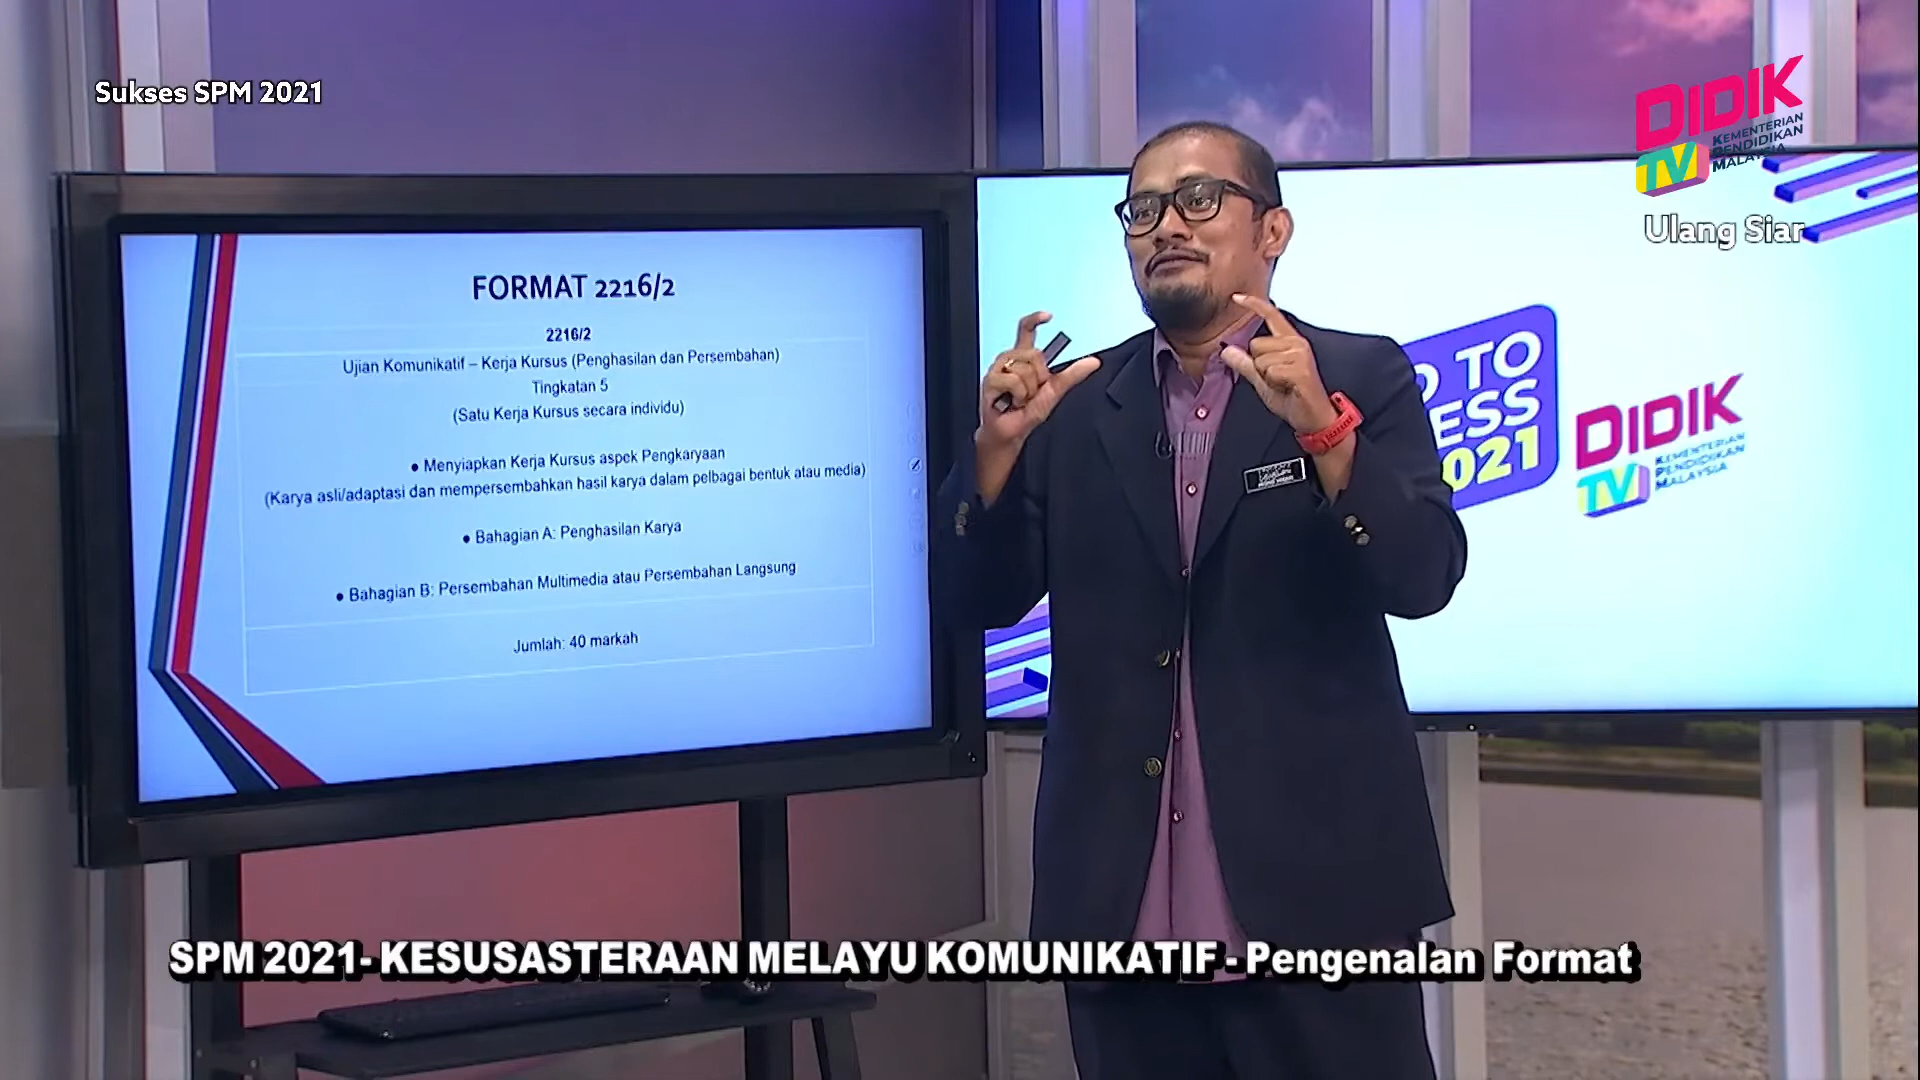 Sukses SPM 2021
DIDIK
TV
KEMENTERIAN
PENDIDIKAN
MALAYSIA
Ulang Siar
FORMAT 2216/2
2216/2
Ujian Komunikatif – Kerja Kursus (Penghasilan dan Persembahan)
Tingkatan 5
(Satu Kerja Kursus secara individu)
● Menyiapkan Kerja Kursus aspek Pengkaryaan
(Karya asli/adaptasi dan mempersembahkan hasil karya dalam pelbagai bentuk atau media)
● Bahagian A: Penghasilan Karya
● Bahagian B: Persembahan Multimedia atau Persembahan Langsung
Jumlah: 40 markah
TO
ESS
021
DIDIK
TV
KEMENTERIAN
PENDIDIKAN
MALAYSIA
SPM 2021- KESUSASTERAAN MELAYU KOMUNIKATIF - Pengenalan Format